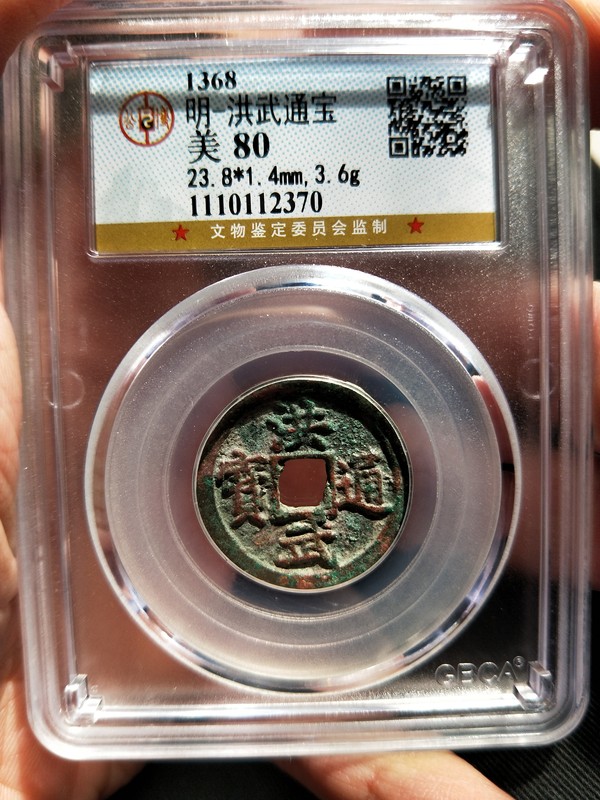 1368
明-洪武通宝
美 80
23.8*1.4mm,3.6g
1110112370
★ 文物鉴定委员会监制 ★
洪武通寶
GBCA